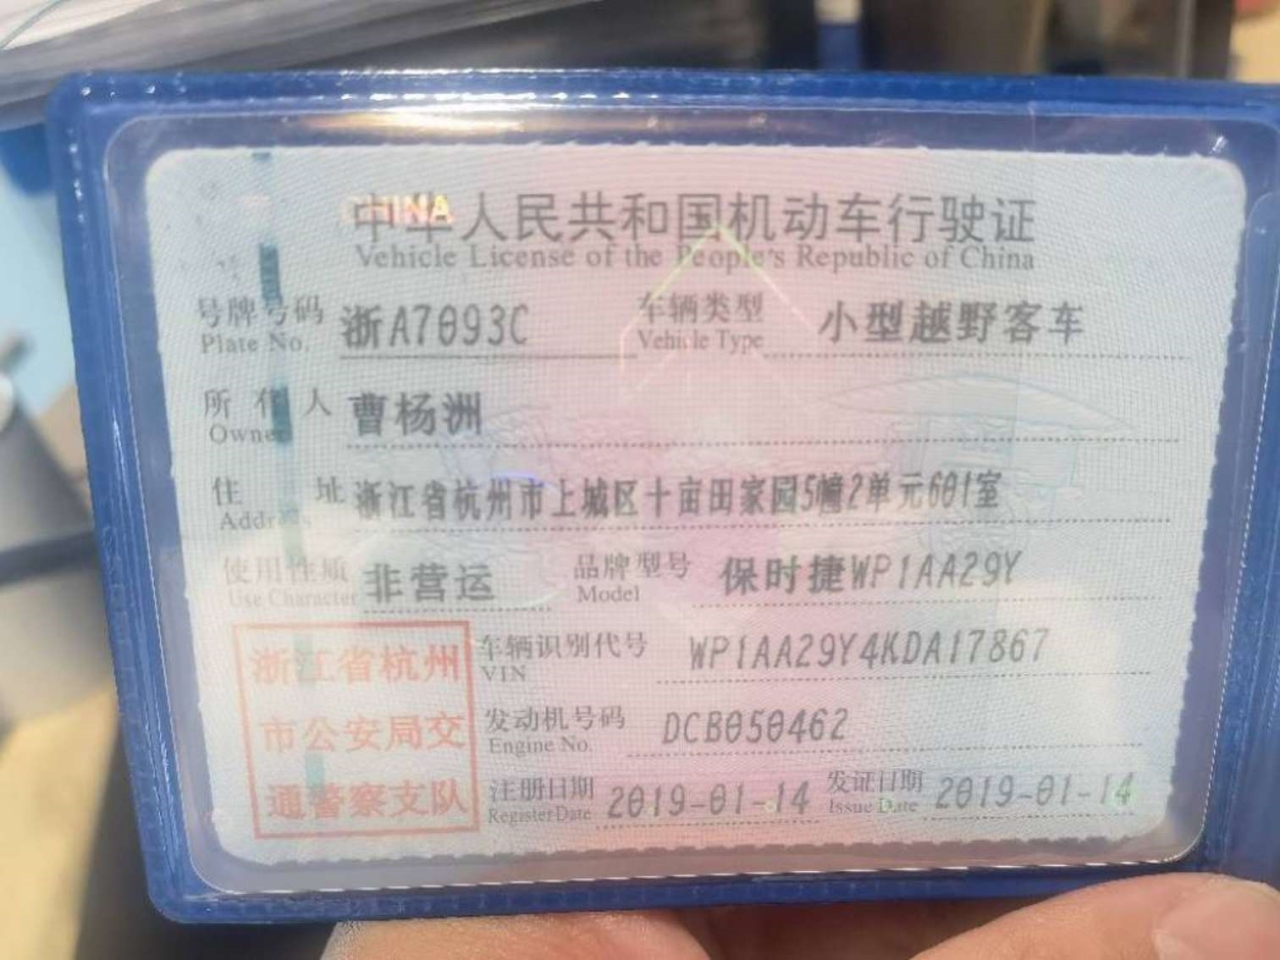 中华人民共和国机动车行驶证
CHINA
Vehicle License of the People's Republic of China
号牌号码 浙A7093C 车辆类型 小型越野客车
Plate No. Vehicle Type
所有人 曹杨洲
Owner
住址 浙江省杭州市上城区十亩田家园5幢2单元601室
Address
使用性质 非营运 品牌型号 保时捷WP1AA29Y
Use Character Model
浙江省杭州 车辆识别代号 WP1AA29Y4KDA17867
VIN
市公安局交 发动机号码 DCB050462
Engine No.
通警察支队 注册日期 2019-01-14 发证日期 2019-01-14
Register Date Issue Date